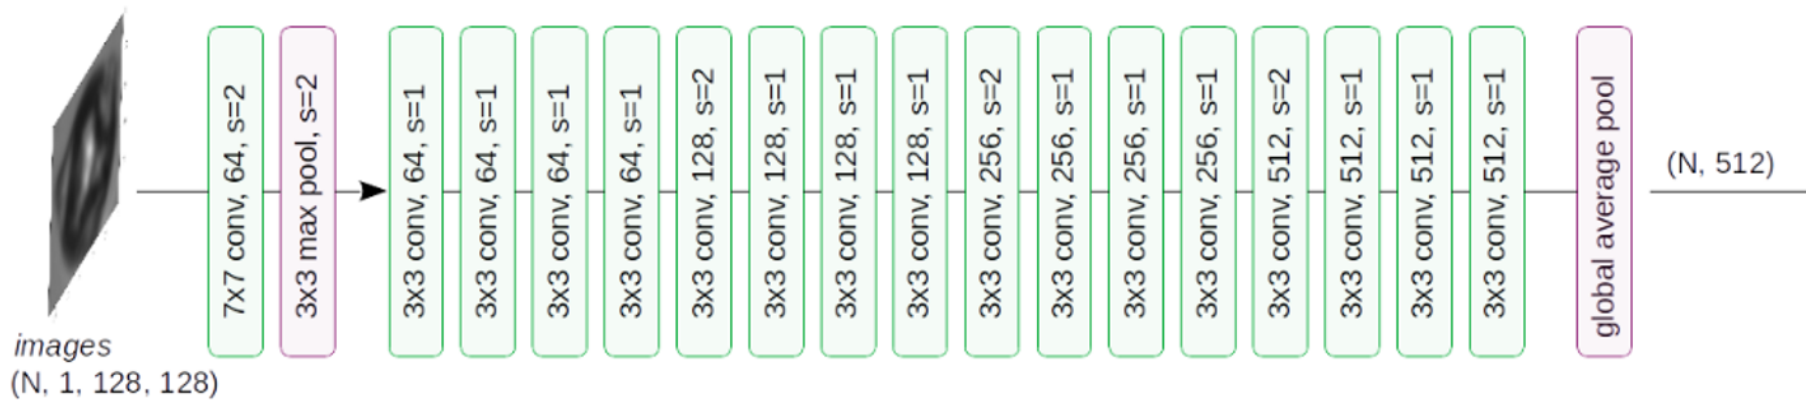 images
(N, 1, 128, 128)
7x7 conv, 64, s=2
3x3 max pool, s=2
3x3 conv, 64, s=1
3x3 conv, 64, s=1
3x3 conv, 64, s=1
3x3 conv, 64, s=1
3x3 conv, 128, s=2
3x3 conv, 128, s=1
3x3 conv, 128, s=1
3x3 conv, 128, s=1
3x3 conv, 256, s=2
3x3 conv, 256, s=1
3x3 conv, 256, s=1
3x3 conv, 256, s=1
3x3 conv, 512, s=2
3x3 conv, 512, s=1
3x3 conv, 512, s=1
3x3 conv, 512, s=1
global average pool
(N, 512)